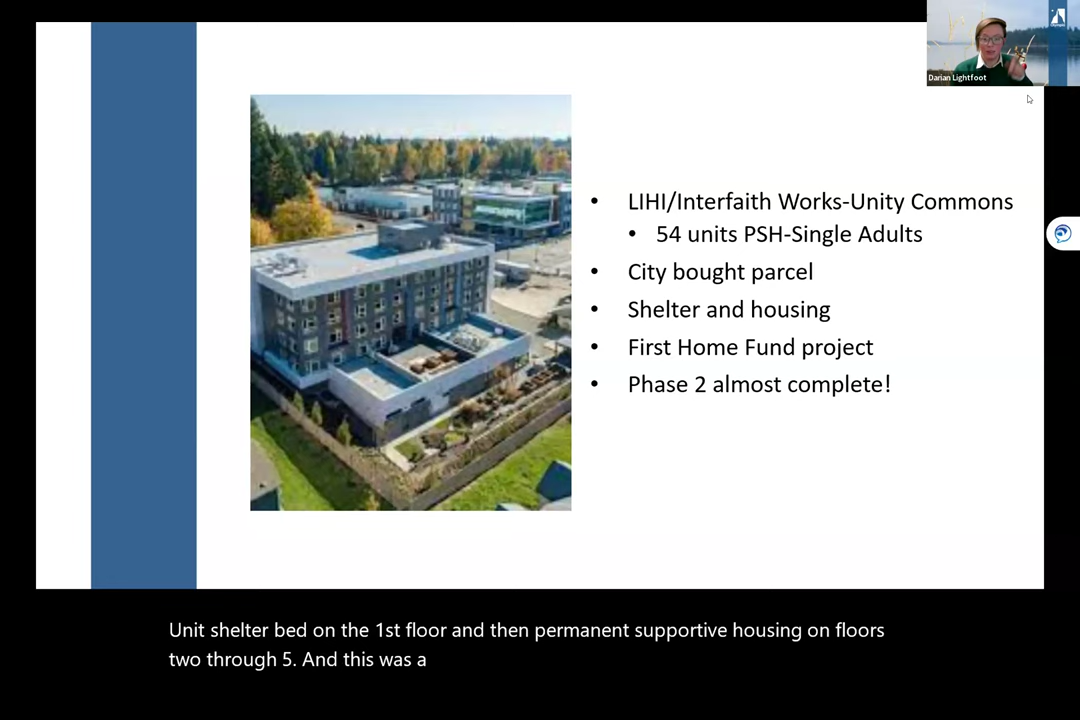 Darian Lightfoot
• LIHI/Interfaith Works-Unity Commons
• 54 units PSH-Single Adults
• City bought parcel
• Shelter and housing
• First Home Fund project
• Phase 2 almost complete!
Unit shelter bed on the 1st floor and then permanent supportive housing on floors
two through 5. And this was a